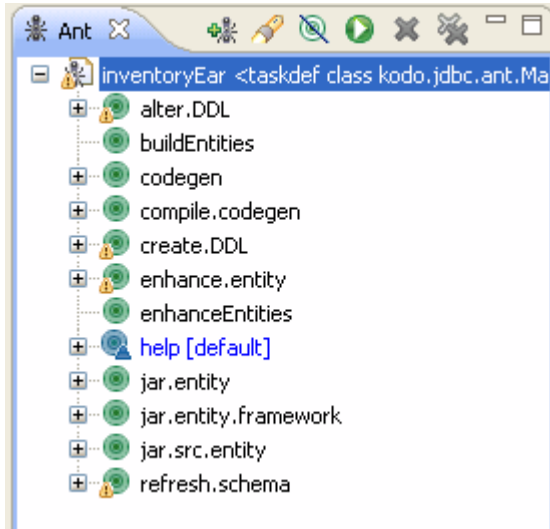 Ant
inventoryEar <taskdef class kodo.jdbc.ant.Ma
alter.DDL
buildEntities
codegen
compile.codegen
create.DDL
enhance.entity
enhanceEntities
help [default]
jar.entity
jar.entity.framework
jar.src.entity
refresh.schema